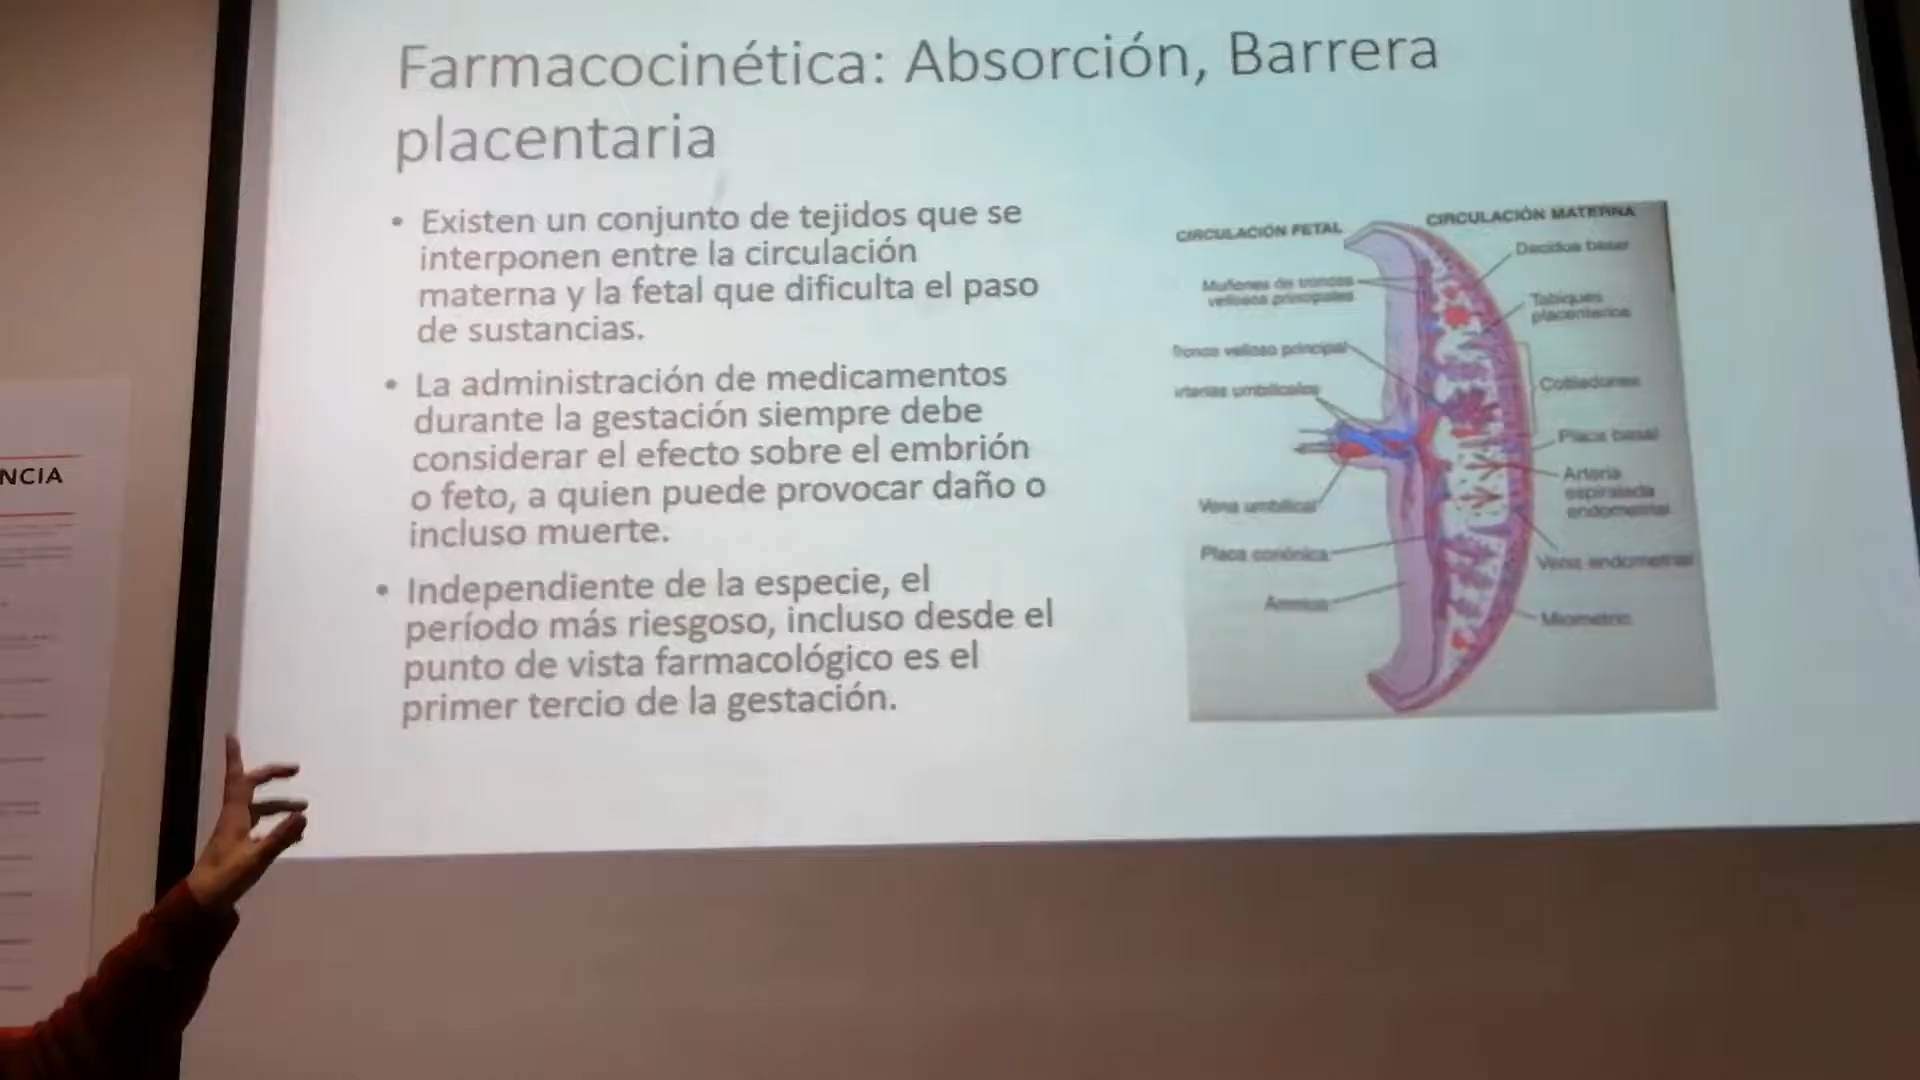 Farmacocinética: Absorción, Barrera
placentaria
• Existen un conjunto de tejidos que se
interponen entre la circulación
materna y la fetal que dificulta el paso
de sustancias.
• La administración de medicamentos
durante la gestación siempre debe
considerar el efecto sobre el embrión
o feto, a quien puede provocar daño o
incluso muerte.
• Independiente de la especie, el
período más riesgoso, incluso desde el
punto de vista farmacológico es el
primer tercio de la gestación.
CIRCULACIÓN FETAL
CIRCULACIÓN MATERNA
Muñones de troncos
vellosos principales
Tronco velloso principal
arterias umbilicales
Vena umbilical
Placa coriónica
Amnios
Decidua basal
Tabiques
placentarios
Cotiledones
Placa basal
Arteria
espiralada
endometrial
Vena endometrial
Miometrio
NCIA